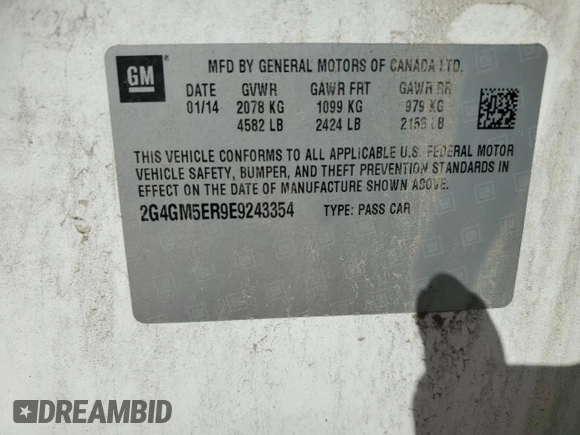 GM
MFD BY GENERAL MOTORS OF CANADA LTD.
DATE GVWR GAWR FRT GAWR RR
01/14 2078 KG 1099 KG 979 KG
4582 LB 2424 LB 2158 LB
THIS VEHICLE CONFORMS TO ALL APPLICABLE U.S. FEDERAL MOTOR
VEHICLE SAFETY, BUMPER, AND THEFT PREVENTION STANDARDS IN
EFFECT ON THE DATE OF MANUFACTURE SHOWN ABOVE.
2G4GM5ER9E9243354 TYPE: PASS CAR
DREAMBID